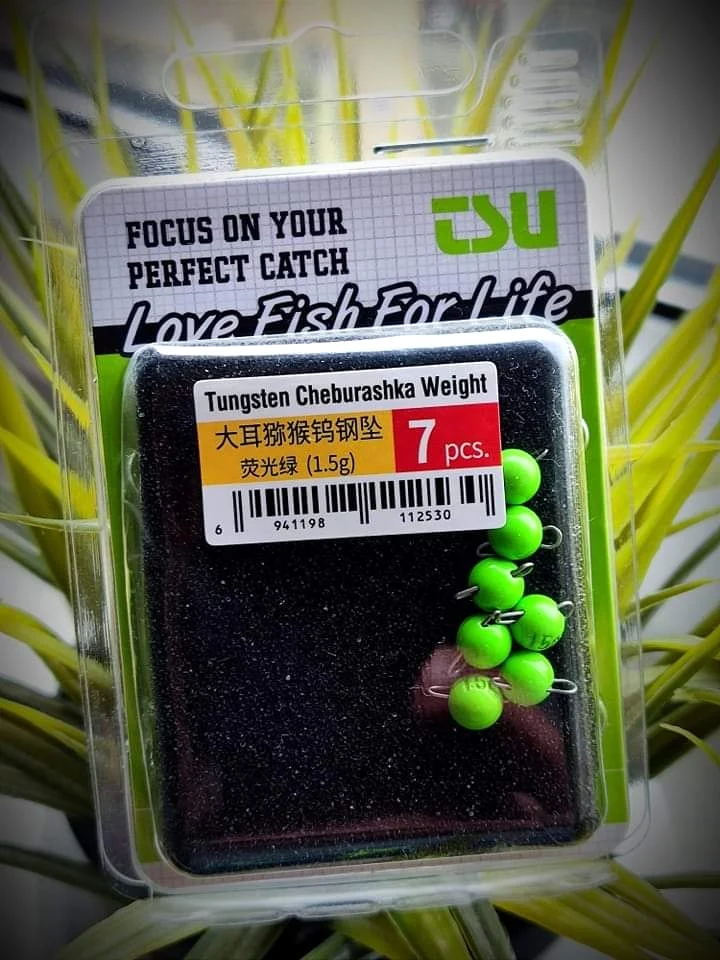 FOCUS ON YOUR
PERFECT CATCH
TSU
Love Fish For Life
Tungsten Cheburashka Weight
大耳猕猴钨钢坠
荧光绿 (1.5g)
7 pcs.
6 941198 112530